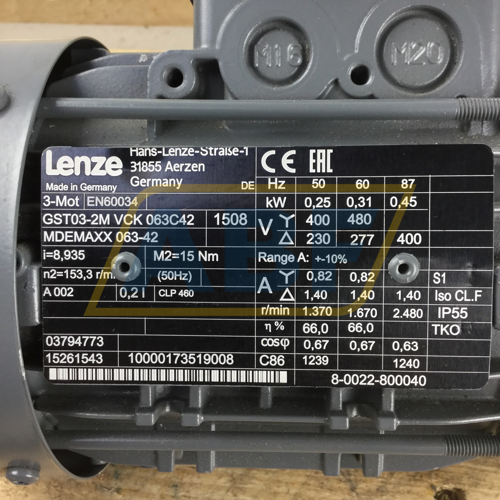 M16
M20
Lenze
Hans-Lenze-Straße-1
31855 Aerzen
Germany
Made in Germany
DE
CE EAC
3-Mot EN60034
GST03-2M VCK 063C42 1508
MDEMAXX 063-42
i=8,935 M2=15 Nm
n2=153,3 r/m. (50Hz)
A 002 0,2 l CLP 460
03794773
15261543 10000173519008
Hz 50 60 87
kW 0,25 0,31 0,45
V Y 400 480
△ 230 277 400
Range A: +-10%
A Y 0,82 0,82 S1
△ 1,40 1,40 1,40 Iso CL.F
r/min 1.370 1.670 2.480 IP55
η % 66,0 66,0 TKO
cosφ 0,67 0,67 0,63
C86 1239 1240
8-0022-800040